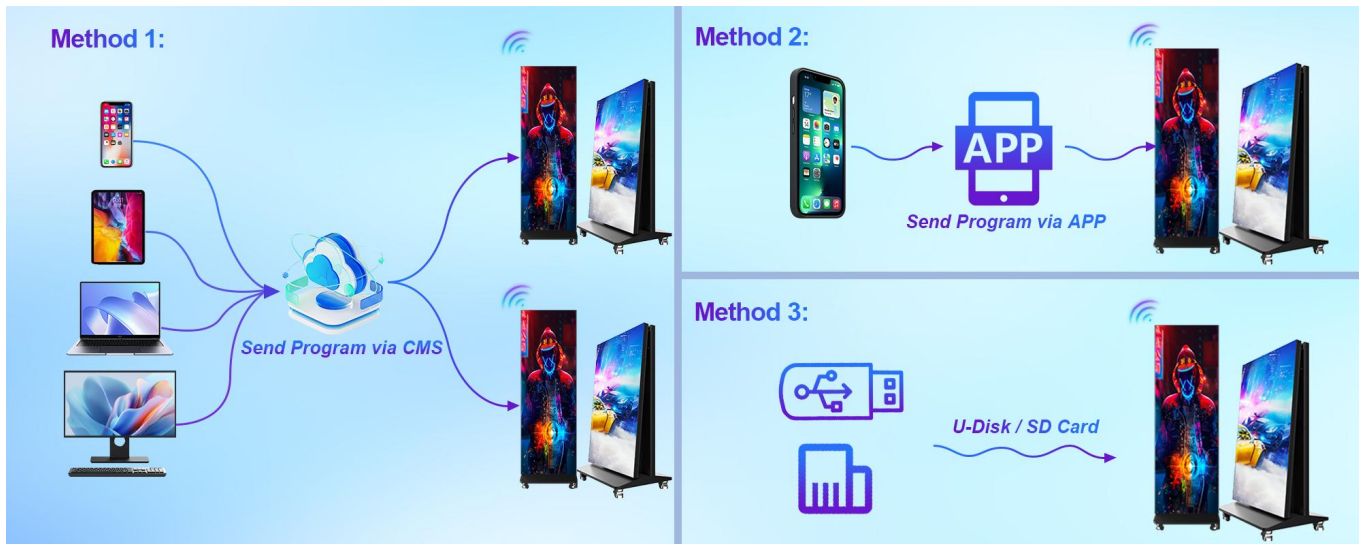 Method 1:
Send Program via CMS
Method 2:
APP
Send Program via APP
Method 3:
U-Disk / SD Card